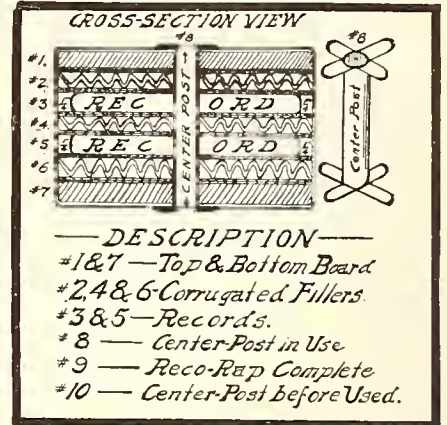 CROSS-SECTION VIEW
#8
#8
#1.
#2.
#3 REC ORD
#4.
#5 REC ORD
#6
#7
CENTER POST
Center Post
— DESCRIPTION —
#1&7 — Top & Bottom Board
#2,4 & 6-Corrugated Fillers.
#3 & 5 — Records.
#8 — Center-Post in Use
#9 — Reco-Rap Complete
#10 — Center-Post before Used.